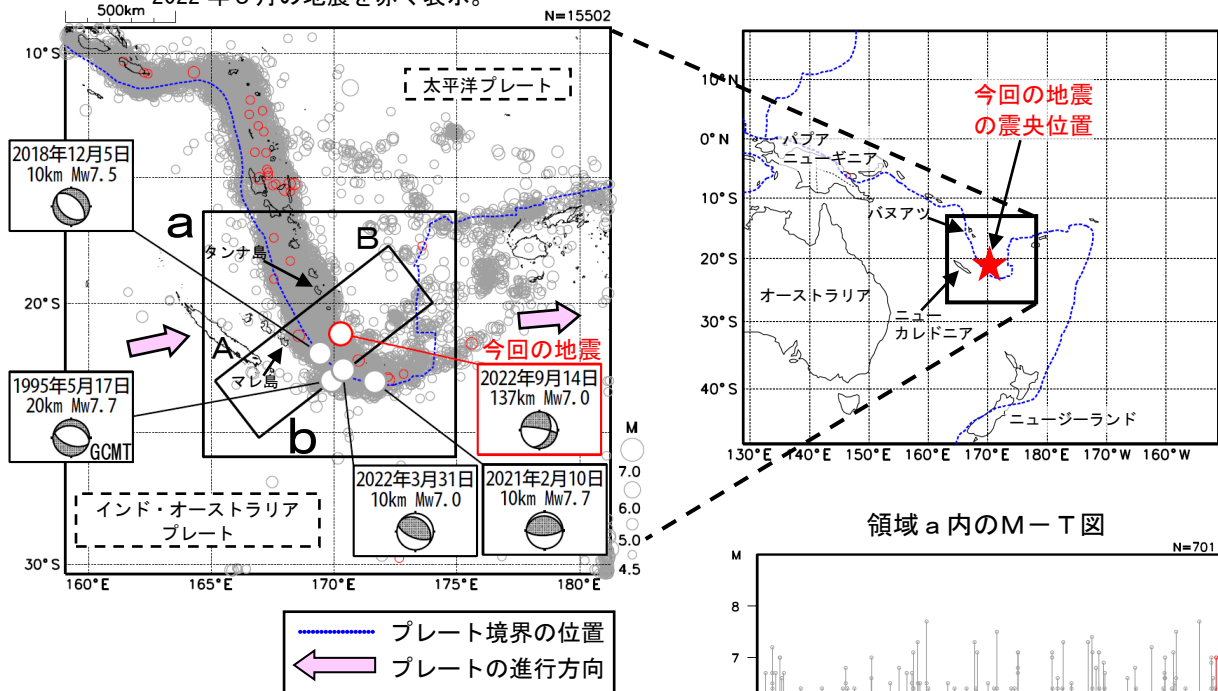 2022年9月の地震を赤く表示。
500km
N=15502
10°S
20°S
30°S
160°E
165°E
170°E
175°E
180°E
太平洋プレート
2018年12月5日
10km Mw7.5
a
B
タンナ島
A
マレ島
b
今回の地震
1995年5月17日
20km Mw7.7
GCMT
2022年9月14日
137km Mw7.0
2022年3月31日
10km Mw7.0
2021年2月10日
10km Mw7.7
インド・オーストラリア
プレート
M
7.0
6.0
5.0
4.5
プレート境界の位置
プレートの進行方向
今回の地震
の震央位置
10°N
0°N
10°S
20°S
30°S
40°S
パプア
ニューギニア
バヌアツ
オーストラリア
ニュー
カレドニア
ニュージーランド
130°E
140°E
150°E
160°E
170°E
180°E
170°W
160°W
領域a内のM－T図
M
N=701
8
7